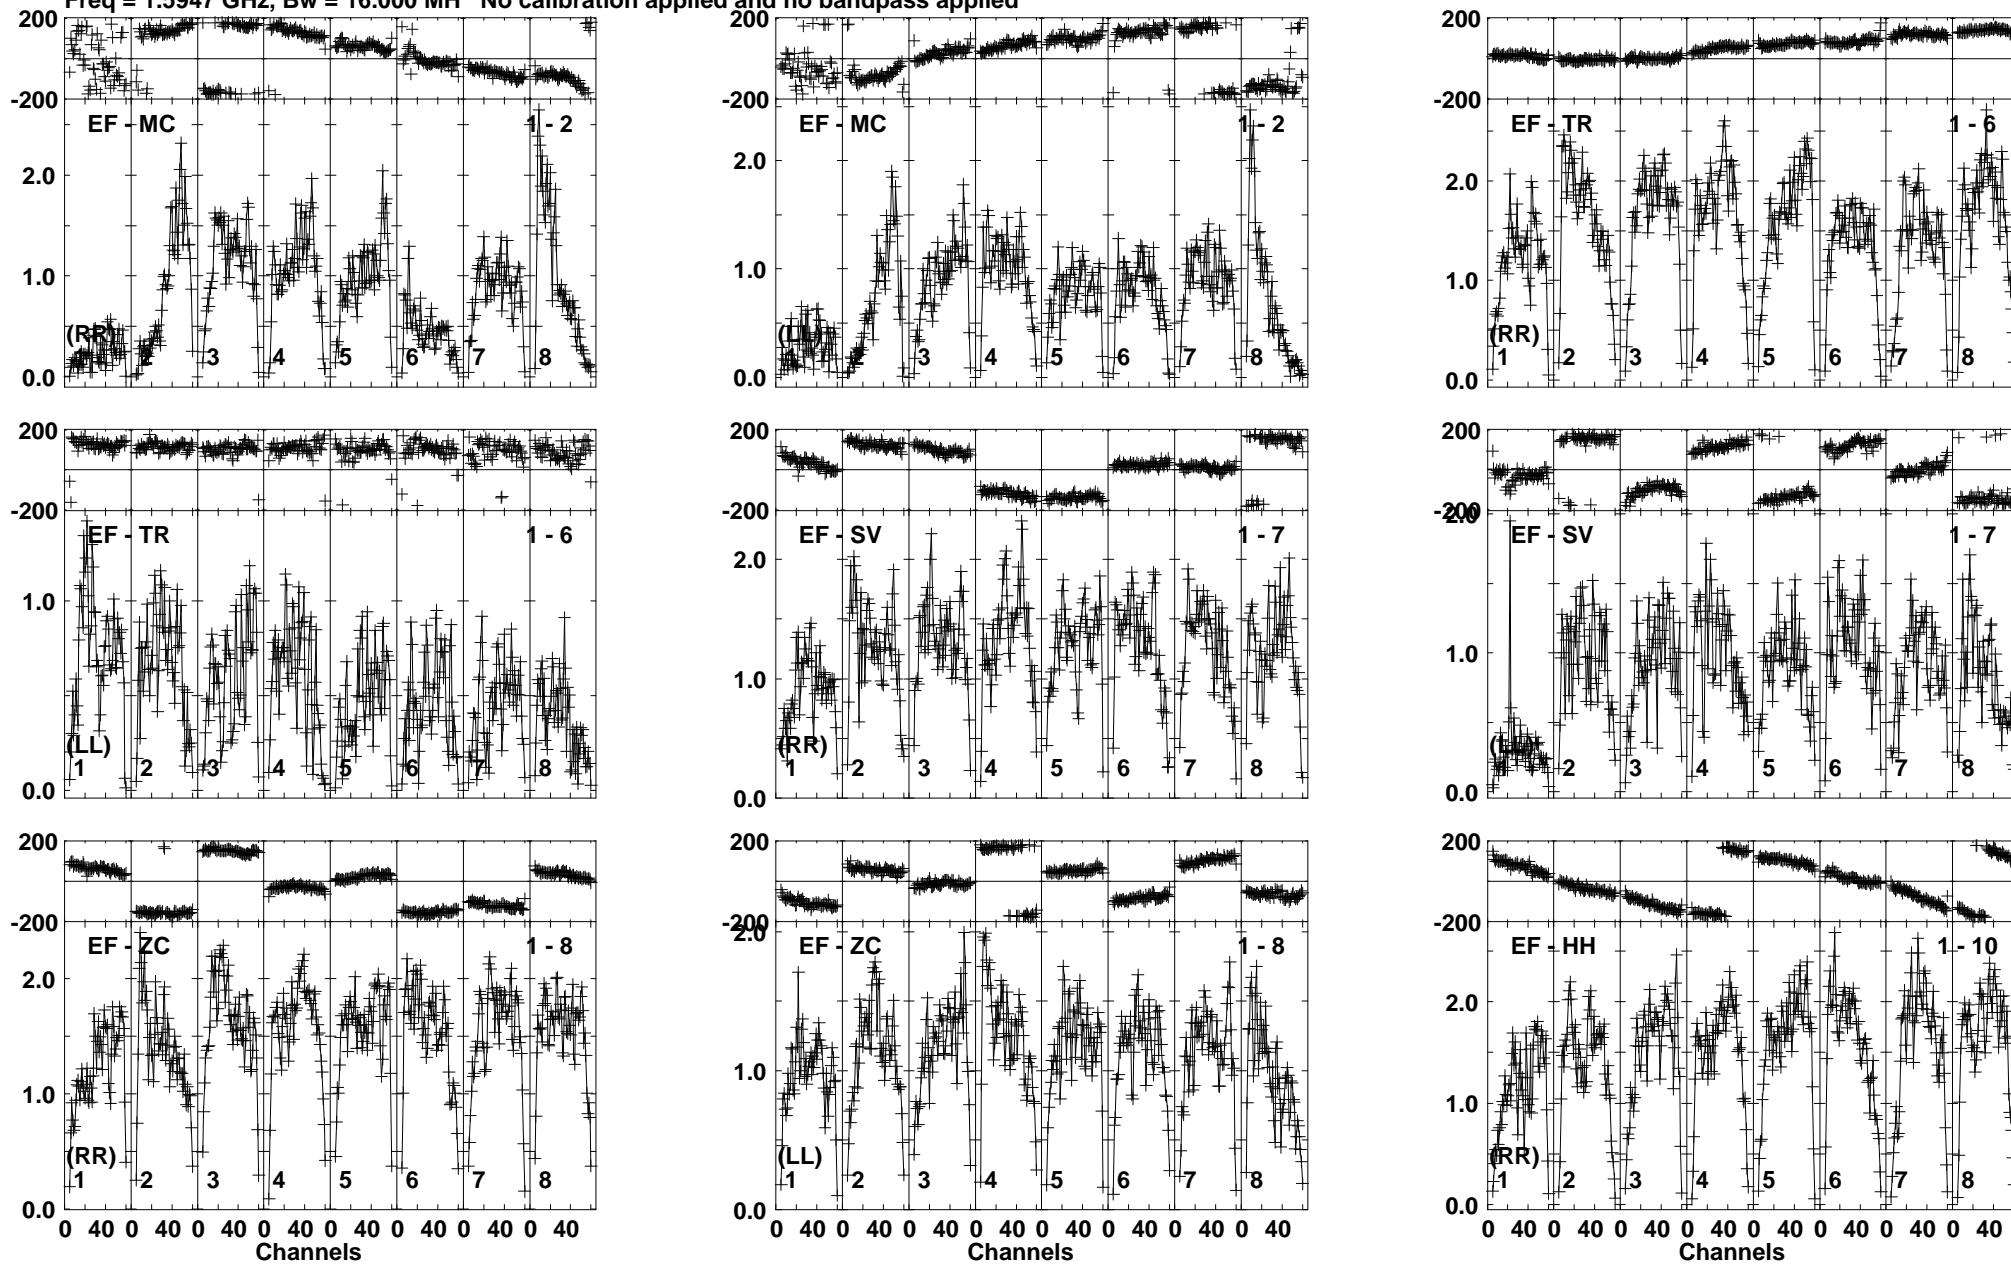 Freq = 1.5947 GHz, Bw = 16.000 MH No calibration applied and no bandpass applied
200 200 200
-200 -200 -200
EF - MC 1 - 2 EF - MC 1 - 2 EF - TR 1 - 6
2.0 2.0 2.0
1.0 1.0 1.0
(RR) (LL) (RR)
1 2 3 4 5 6 7 8 1 2 3 4 5 6 7 8 1 2 3 4 5 6 7 8
0.0 0.0 0.0
200 200 200
-200 -200 -200
2.0
EF - TR 1 - 6 EF - SV 1 - 7 EF - SV 1 - 7
2.0
1.0 1.0 1.0
(LL) (RR) (LL)
1 2 3 4 5 6 7 8 1 2 3 4 5 6 7 8 1 2 3 4 5 6 7 8
0.0 0.0 0.0
200 200 200
-200 -200 -200
2.0
EF - ZC 1 - 8 EF - ZC 1 - 8 EF - HH 1 - 10
2.0 2.0
1.0 1.0 1.0
(RR) (LL) (RR)
1 2 3 4 5 6 7 8 1 2 3 4 5 6 7 8 1 2 3 4 5 6 7 8
0.0 0.0 0.0
0 40 0 40 0 40 0 40 0 40 0 40 0 40 0 40 0 40 0 40 0 40 0 40 0 40 0 40 0 40 0 40 0 40 0 40 0 40 0 40 0 40 0 40 0 40 0 40
Channels Channels Channels